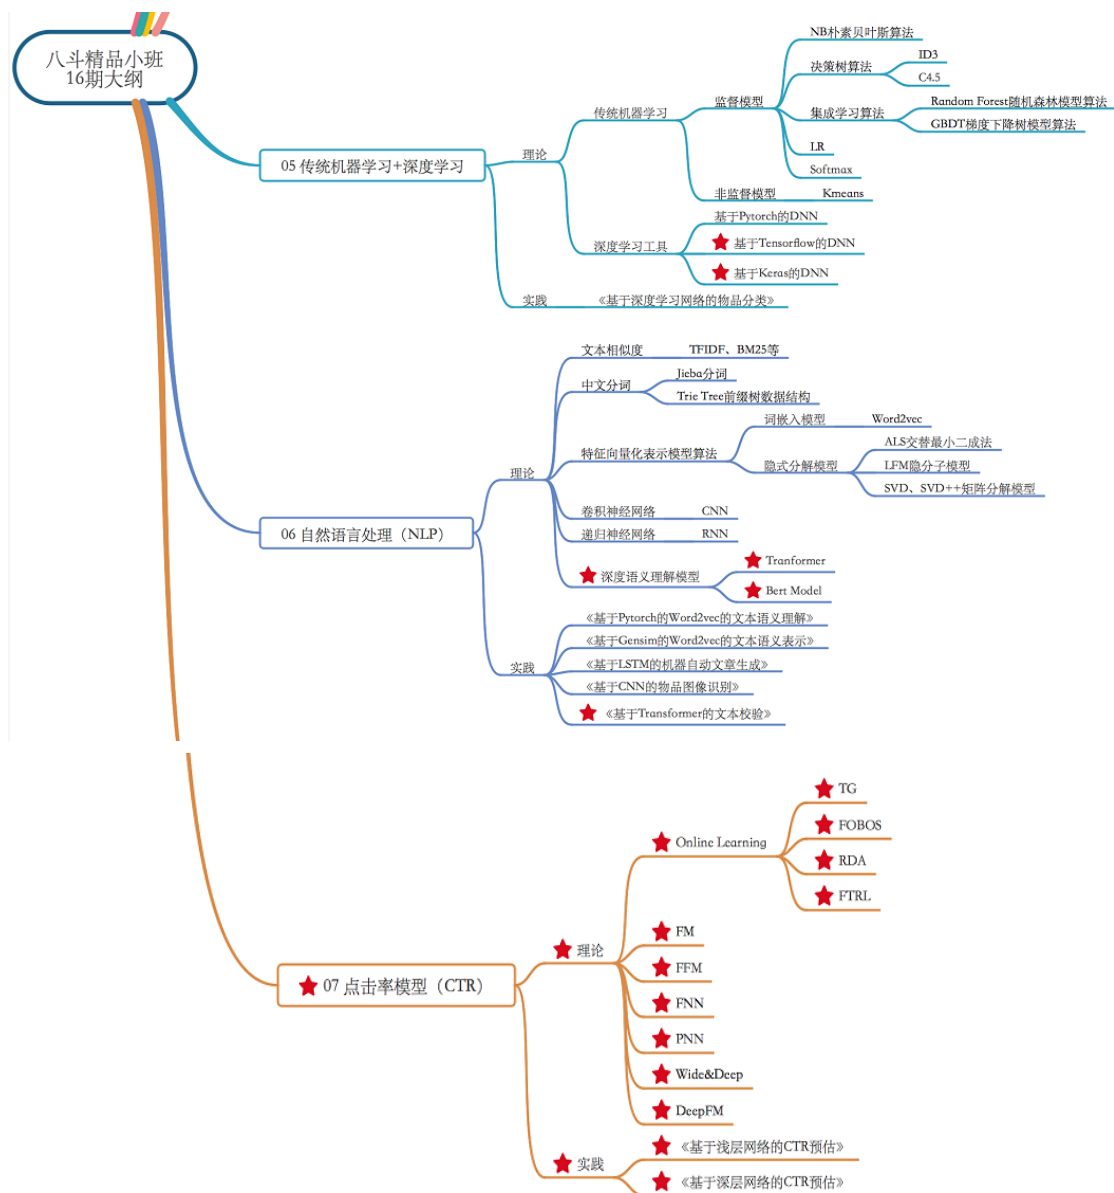 八斗精品小班
16期大纲
05 传统机器学习+深度学习
理论
传统机器学习
监督模型
NB朴素贝叶斯算法
决策树算法
ID3
C4.5
集成学习算法
Random Forest随机森林模型算法
GBDT梯度下降树模型算法
LR
Softmax
非监督模型
Kmeans
深度学习工具
基于Pytorch的DNN
基于Tensorflow的DNN
基于Keras的DNN
实践
《基于深度学习网络的物品分类》
06 自然语言处理（NLP）
理论
文本相似度
TFIDF、BM25等
中文分词
Jieba分词
Trie Tree前缀树数据结构
特征向量化表示模型算法
词嵌入模型
Word2vec
隐式分解模型
ALS交替最小二成法
LFM隐分子模型
SVD、SVD++矩阵分解模型
卷积神经网络
CNN
递归神经网络
RNN
深度语义理解模型
Tranformer
Bert Model
实践
《基于Pytorch的Word2vec的文本语义理解》
《基于Gensim的Word2vec的文本语义表示》
《基于LSTM的机器自动文章生成》
《基于CNN的物品图像识别》
《基于Transformer的文本校验》
07 点击率模型（CTR）
理论
Online Learning
TG
FOBOS
RDA
FTRL
FM
FFM
FNN
PNN
Wide&Deep
DeepFM
实践
《基于浅层网络的CTR预估》
《基于深层网络的CTR预估》